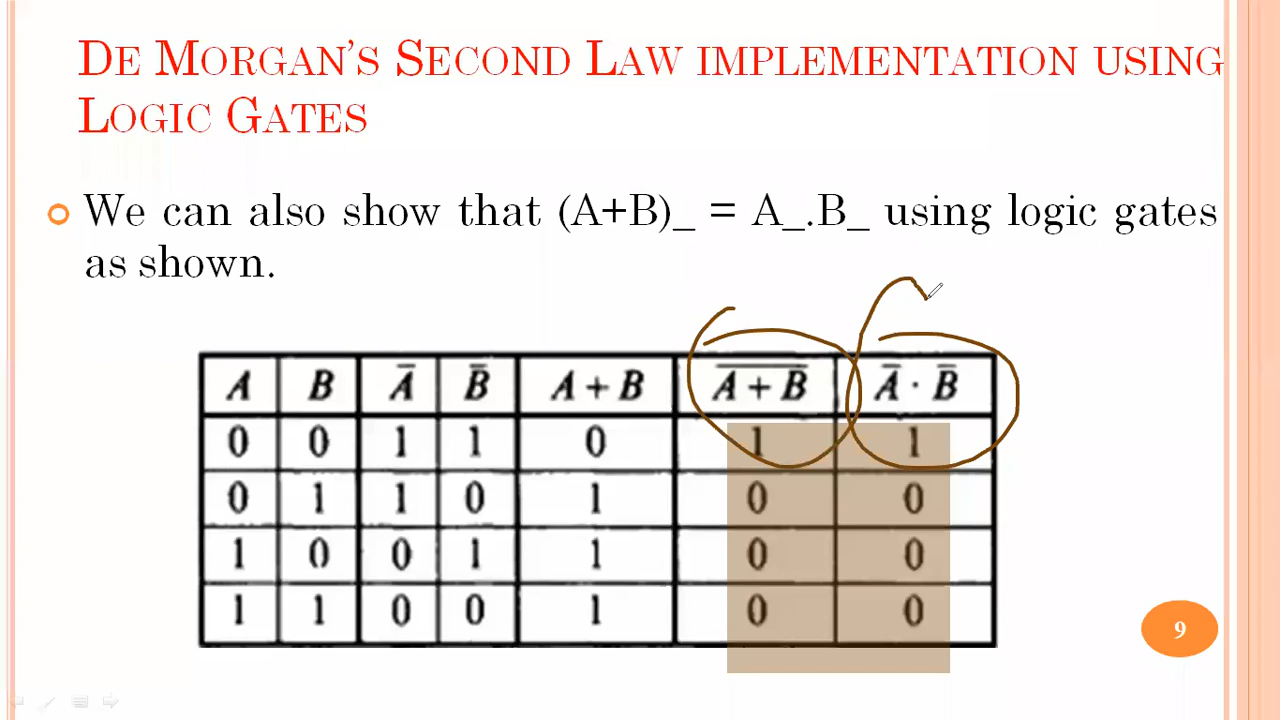 DE MORGAN'S SECOND LAW IMPLEMENTATION USING
LOGIC GATES
We can also show that (A+B)_ = A_.B_ using logic gates
as shown.
A B A̅ B̅ A + B A̅ ̅+̅ ̅B̅ A̅ · B̅
0 0 1 1 0 1 1
0 1 1 0 1 0 0
1 0 0 1 1 0 0
1 1 0 0 1 0 0
9